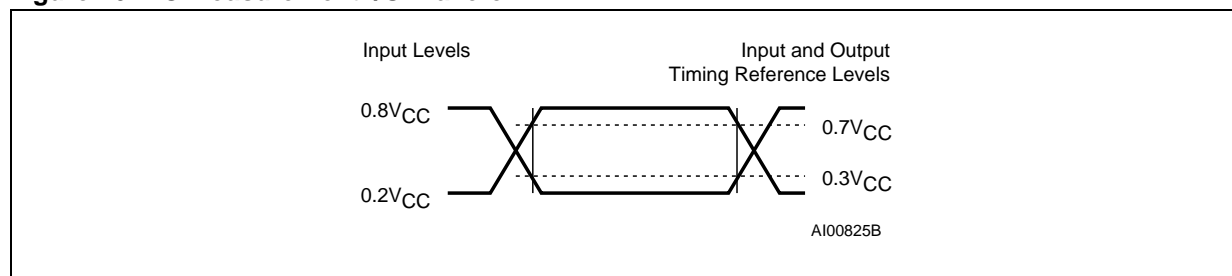 Input Levels
Input and Output
Timing Reference Levels
0.8VCC
0.7VCC
0.3VCC
0.2VCC
AI00825B